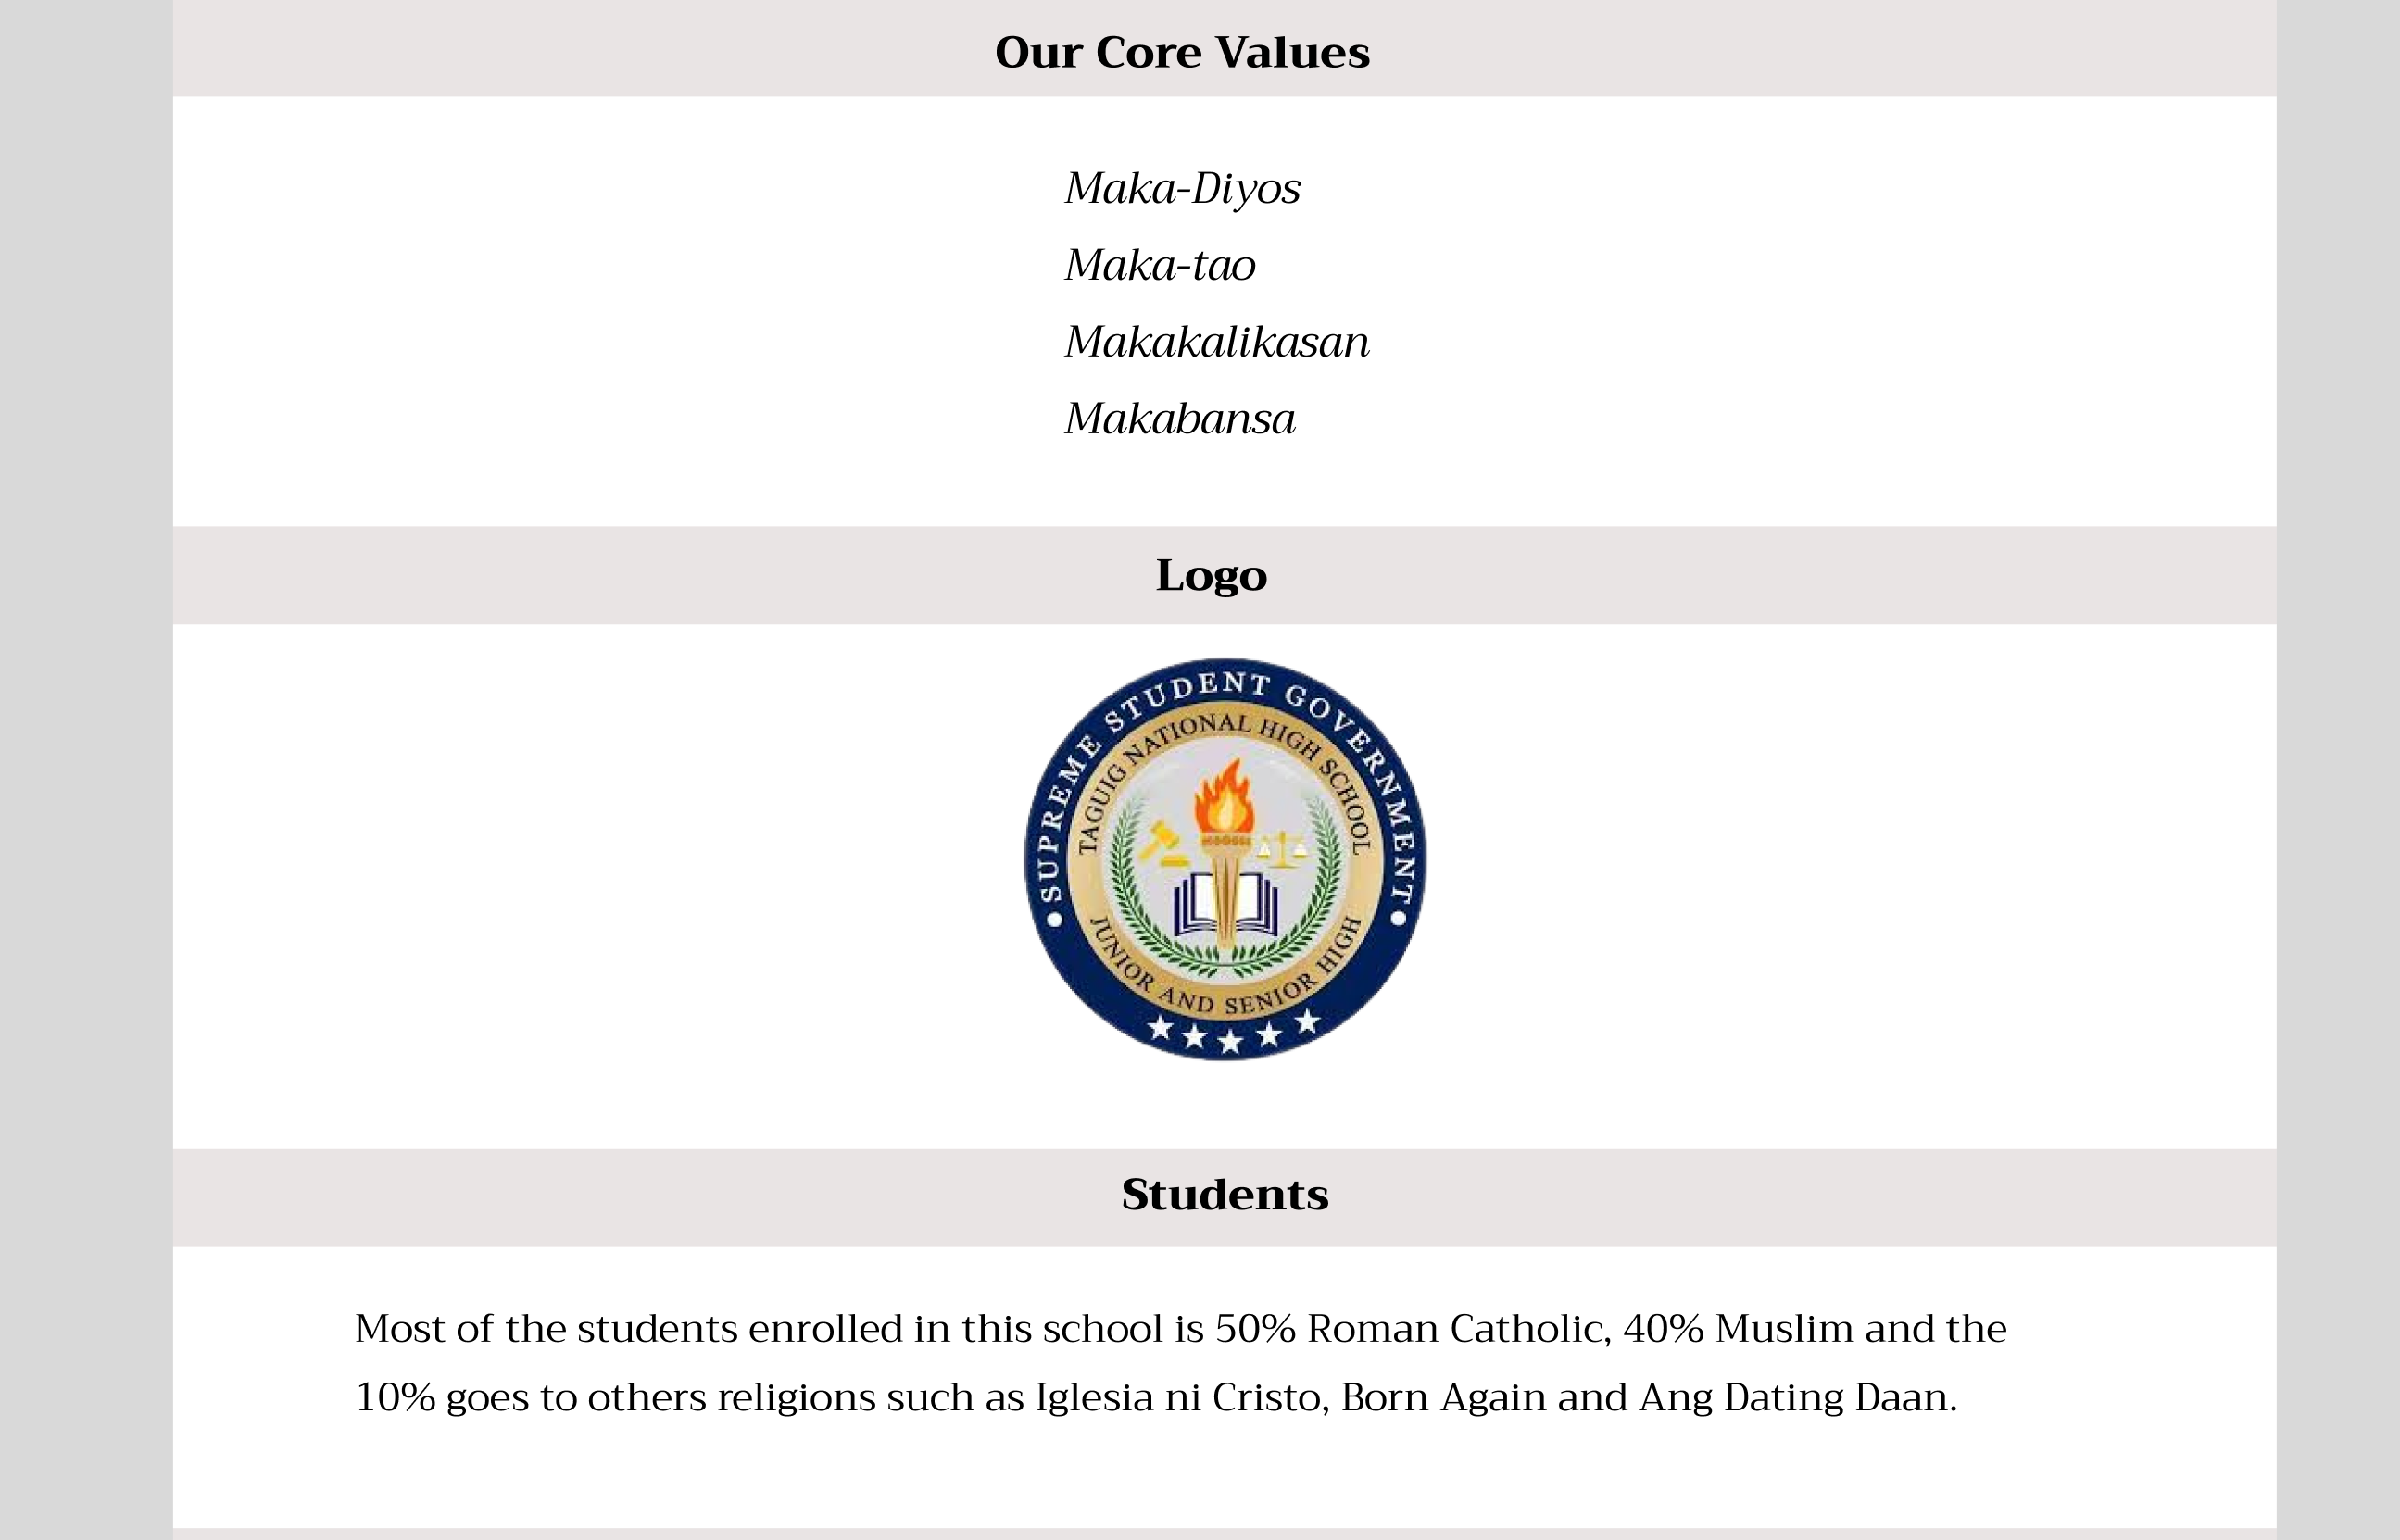 Our Core Values
Maka-Diyos
Maka-tao
Makakalikasan
Makabansa
Logo
SUPREME STUDENT GOVERNMENT
TAGUIG NATIONAL HIGH SCHOOL
JUNIOR AND SENIOR HIGH
Students
Most of the students enrolled in this school is 50% Roman Catholic, 40% Muslim and the
10% goes to others religions such as Iglesia ni Cristo, Born Again and Ang Dating Daan.